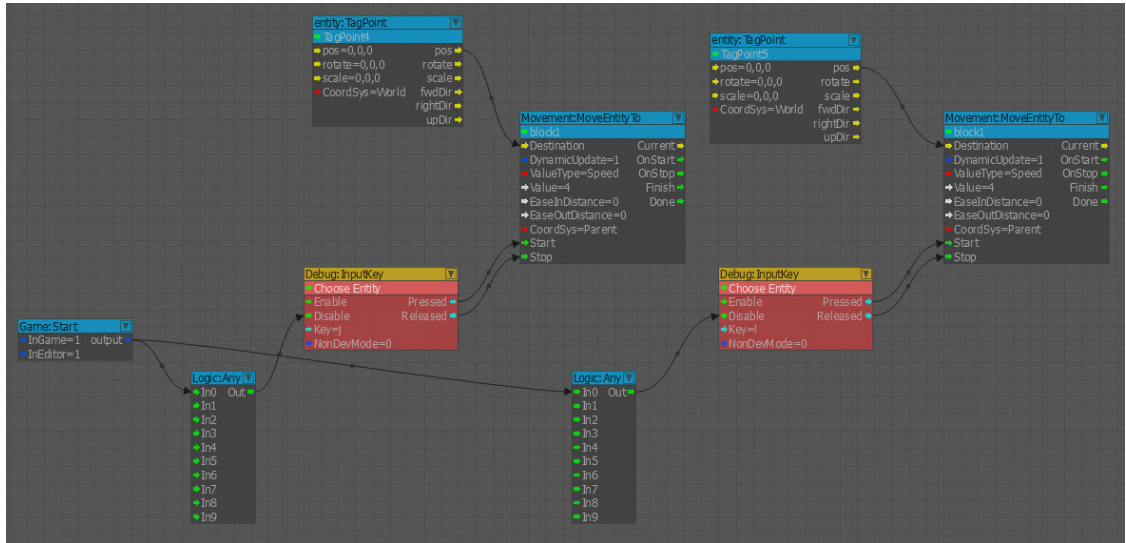 entity:TagPoint
TagPoint4
pos=0,0,0 pos
rotate=0,0,0 rotate
scale=0,0,0 scale
CoordSys=World fwdDir
rightDir
upDir
entity:TagPoint
TagPoint5
pos=0,0,0 pos
rotate=0,0,0 rotate
scale=0,0,0 scale
CoordSys=World fwdDir
rightDir
upDir
Movement:MoveEntityTo
block1
Destination Current
DynamicUpdate=1 OnStart
ValueType=Speed OnStop
Value=4 Finish
EaseInDistance=0 Done
EaseOutDistance=0
CoordSys=Parent
Start
Stop
Movement:MoveEntityTo
block1
Destination Current
DynamicUpdate=1 OnStart
ValueType=Speed OnStop
Value=4 Finish
EaseInDistance=0 Done
EaseOutDistance=0
CoordSys=Parent
Start
Stop
Debug:InputKey
Choose Entity
Enable Pressed
Disable Released
Key=j
NonDevMode=0
Debug:InputKey
Choose Entity
Enable Pressed
Disable Released
Key=l
NonDevMode=0
Game:Start
InGame=1 output
InEditor=1
Logic:Any
In0 Out
In1
In2
In3
In4
In5
In6
In7
In8
In9
Logic:Any
In0 Out
In1
In2
In3
In4
In5
In6
In7
In8
In9